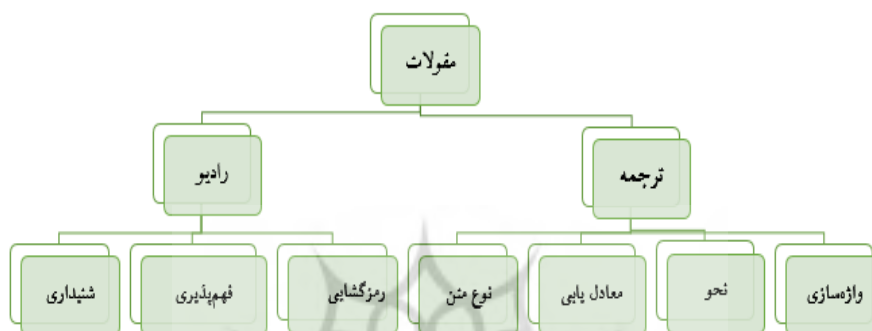 مقولات
ترجمه
رادیو
واژه‌سازی
نحو
معادل یابی
نوع متن
رمزگشایی
فهم‌پذیری
شنیداری